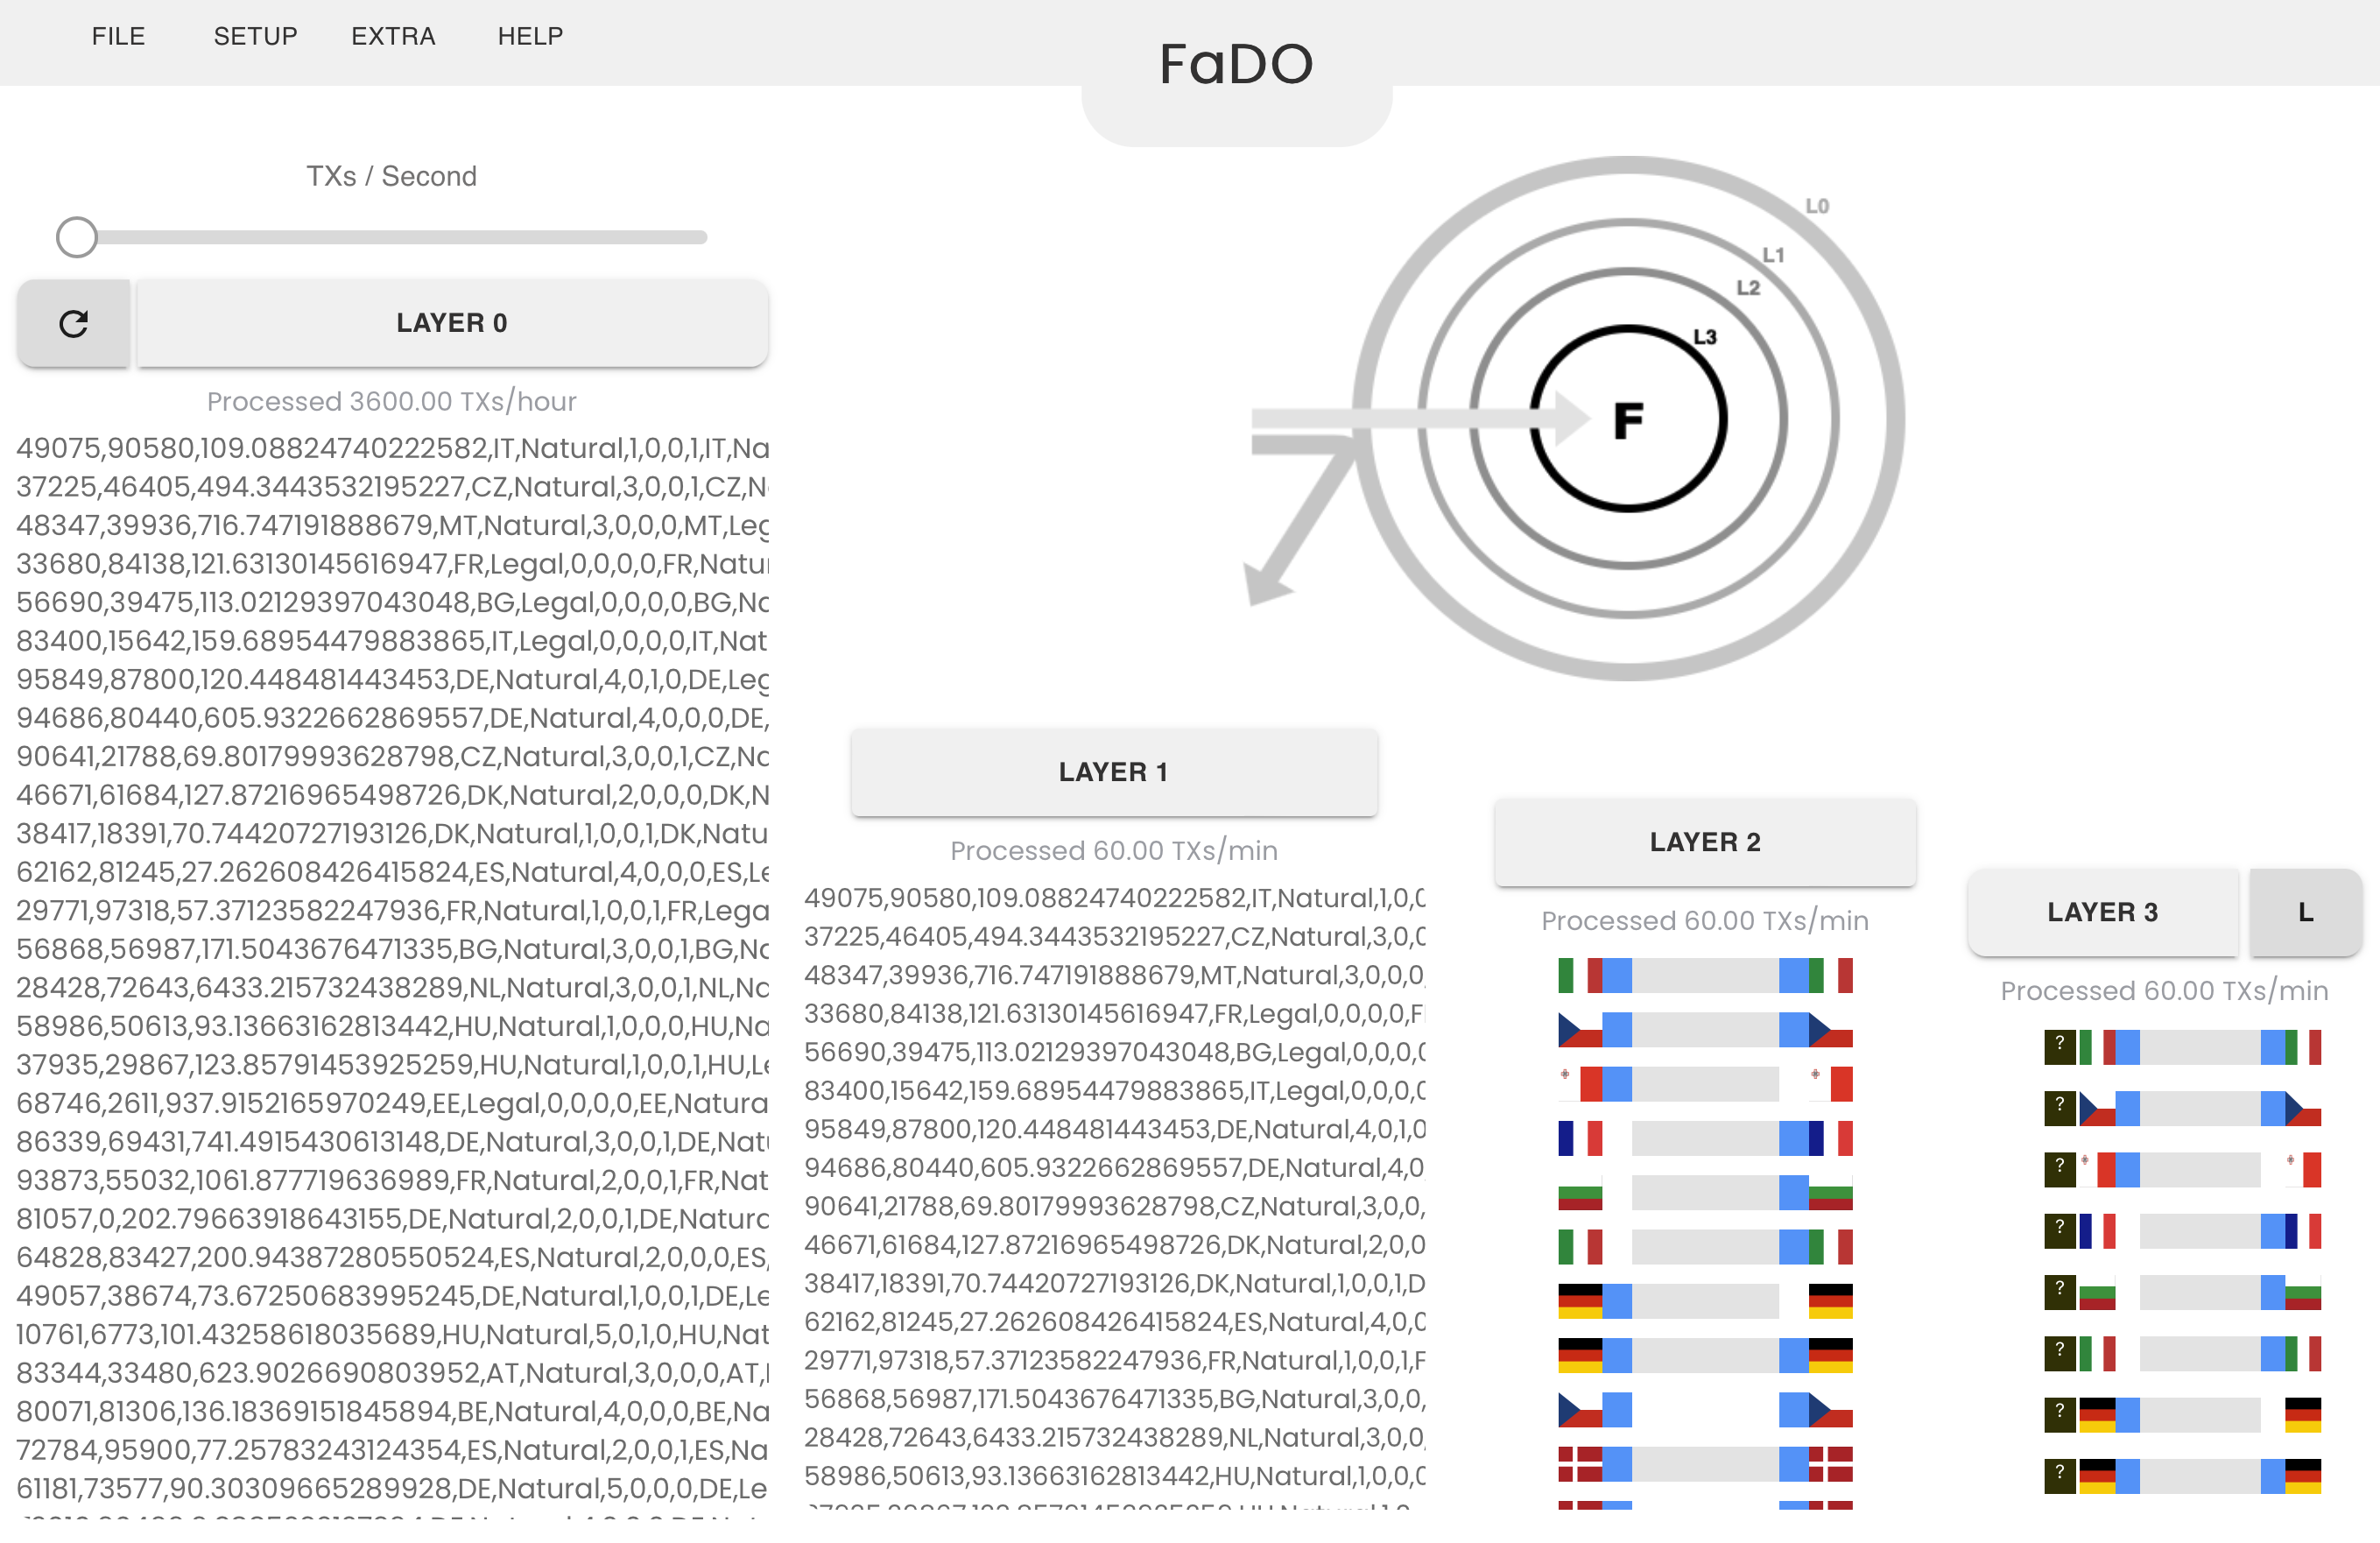 FILE SETUP EXTRA HELP
FaDO
TXs / Second
LAYER 0
Processed 3600.00 TXs/hour
49075,90580,109.08824740222582,IT,Natural,1,0,0,1,IT,Na
37225,46405,494.3443532195227,CZ,Natural,3,0,0,1,CZ,N
48347,39936,716.747191888679,MT,Natural,3,0,0,0,MT,Leg
33680,84138,121.63130145616947,FR,Legal,0,0,0,0,FR,Natu
56690,39475,113.02129397043048,BG,Legal,0,0,0,0,BG,Na
83400,15642,159.68954479883865,IT,Legal,0,0,0,0,IT,Nat
95849,87800,120.448481443453,DE,Natural,4,0,1,0,DE,Leg
94686,80440,605.9322662869557,DE,Natural,4,0,0,0,DE,
90641,21788,69.80179993628798,CZ,Natural,3,0,0,1,CZ,Na
46671,61684,127.87216965498726,DK,Natural,2,0,0,0,DK,N
38417,18391,70.74420727193126,DK,Natural,1,0,0,1,DK,Natu
62162,81245,27.262608426415824,ES,Natural,4,0,0,0,ES,Le
29771,97318,57.37123582247936,FR,Natural,1,0,0,1,FR,Lega
56868,56987,171.5043676471335,BG,Natural,3,0,0,1,BG,Na
28428,72643,6433.215732438289,NL,Natural,3,0,0,1,NL,Na
58986,50613,93.13663162813442,HU,Natural,1,0,0,0,HU,Na
37935,29867,123.85791453925259,HU,Natural,1,0,0,1,HU,Le
68746,2611,937.9152165970249,EE,Legal,0,0,0,0,EE,Natura
86339,69431,741.4915430613148,DE,Natural,3,0,0,1,DE,Natu
93873,55032,1061.877719636989,FR,Natural,2,0,0,1,FR,Nat
81057,0,202.79663918643155,DE,Natural,2,0,0,1,DE,Natura
64828,83427,200.94387280550524,ES,Natural,2,0,0,0,ES,
49057,38674,73.67250683995245,DE,Natural,1,0,0,1,DE,Le
10761,6773,101.43258618035689,HU,Natural,5,0,1,0,HU,Nat
83344,33480,623.9026690803952,AT,Natural,3,0,0,0,AT,
80071,81306,136.18369151845894,BE,Natural,4,0,0,0,BE,Na
72784,95900,77.25783243124354,ES,Natural,2,0,0,1,ES,Na
61181,73577,90.30309665289928,DE,Natural,5,0,0,0,DE,Le
L0
L1
L2
L3
F
LAYER 1
Processed 60.00 TXs/min
49075,90580,109.08824740222582,IT,Natural,1,0,0
37225,46405,494.3443532195227,CZ,Natural,3,0,0
48347,39936,716.747191888679,MT,Natural,3,0,0,0,
33680,84138,121.63130145616947,FR,Legal,0,0,0,0,F
56690,39475,113.02129397043048,BG,Legal,0,0,0,0
83400,15642,159.68954479883865,IT,Legal,0,0,0,0
95849,87800,120.448481443453,DE,Natural,4,0,1,0
94686,80440,605.9322662869557,DE,Natural,4,0
90641,21788,69.80179993628798,CZ,Natural,3,0,0,
46671,61684,127.87216965498726,DK,Natural,2,0,0
38417,18391,70.74420727193126,DK,Natural,1,0,0,1,D
62162,81245,27.262608426415824,ES,Natural,4,0,0
29771,97318,57.37123582247936,FR,Natural,1,0,0,1,F
56868,56987,171.5043676471335,BG,Natural,3,0,0,
28428,72643,6433.215732438289,NL,Natural,3,0,0,
58986,50613,93.13663162813442,HU,Natural,1,0,0,0
LAYER 2
Processed 60.00 TXs/min
LAYER 3 L
Processed 60.00 TXs/min
?
?
?
?
?
?
?
?